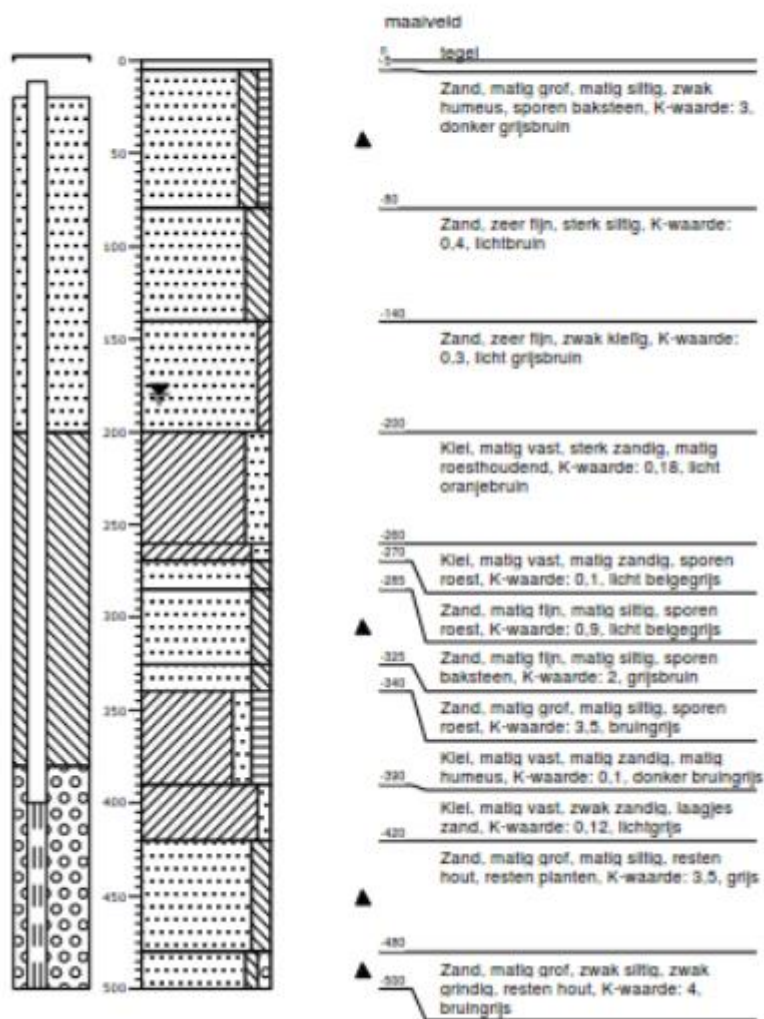 maaiveld
0
tegel
-5
Zand, matig grof, matig siltig, zwak
humeus, sporen baksteen, K-waarde: 3,
donker grijsbruin
-80
Zand, zeer fijn, sterk siltig, K-waarde:
0,4, lichtbruin
-140
Zand, zeer fijn, zwak kleiïg, K-waarde:
0,3, licht grijsbruin
-200
Klei, matig vast, sterk zandig, matig
roesthoudend, K-waarde: 0,18, licht
oranjebruin
-260
-270
Klei, matig vast, matig zandig, sporen
roest, K-waarde: 0,1, licht beigegrijs
-285
Zand, matig fijn, matig siltig, sporen
roest, K-waarde: 0,9, licht beigegrijs
-325
Zand, matig fijn, matig siltig, sporen
baksteen, K-waarde: 2, grijsbruin
-340
Zand, matig grof, matig siltig, sporen
roest, K-waarde: 3,5, bruingrijs
Klei, matig vast, matig zandig, matig
humeus, K-waarde: 0,1, donker bruingrijs
-390
Klei, matig vast, zwak zandig, laagjes
zand, K-waarde: 0,12, lichtgrijs
-420
Zand, matig grof, matig siltig, resten
hout, resten planten, K-waarde: 3,5, grijs
-480
Zand, matig grof, zwak siltig, zwak
grindig, resten hout, K-waarde: 4,
bruingrijs
-500
0
50
100
150
200
250
300
350
400
450
500